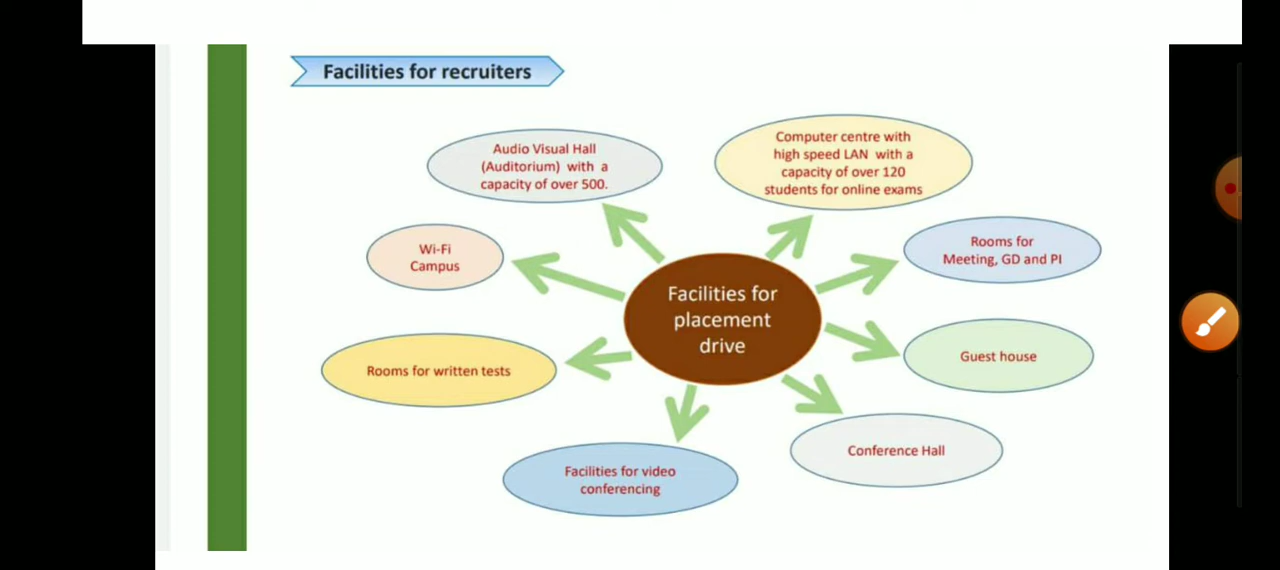 Facilities for recruiters
Audio Visual Hall
(Auditorium) with a
capacity of over 500.
Computer centre with
high speed LAN with a
capacity of over 120
students for online exams
Wi-Fi
Campus
Rooms for
Meeting, GD and PI
Facilities for
placement
drive
Rooms for written tests
Guest house
Facilities for video
conferencing
Conference Hall